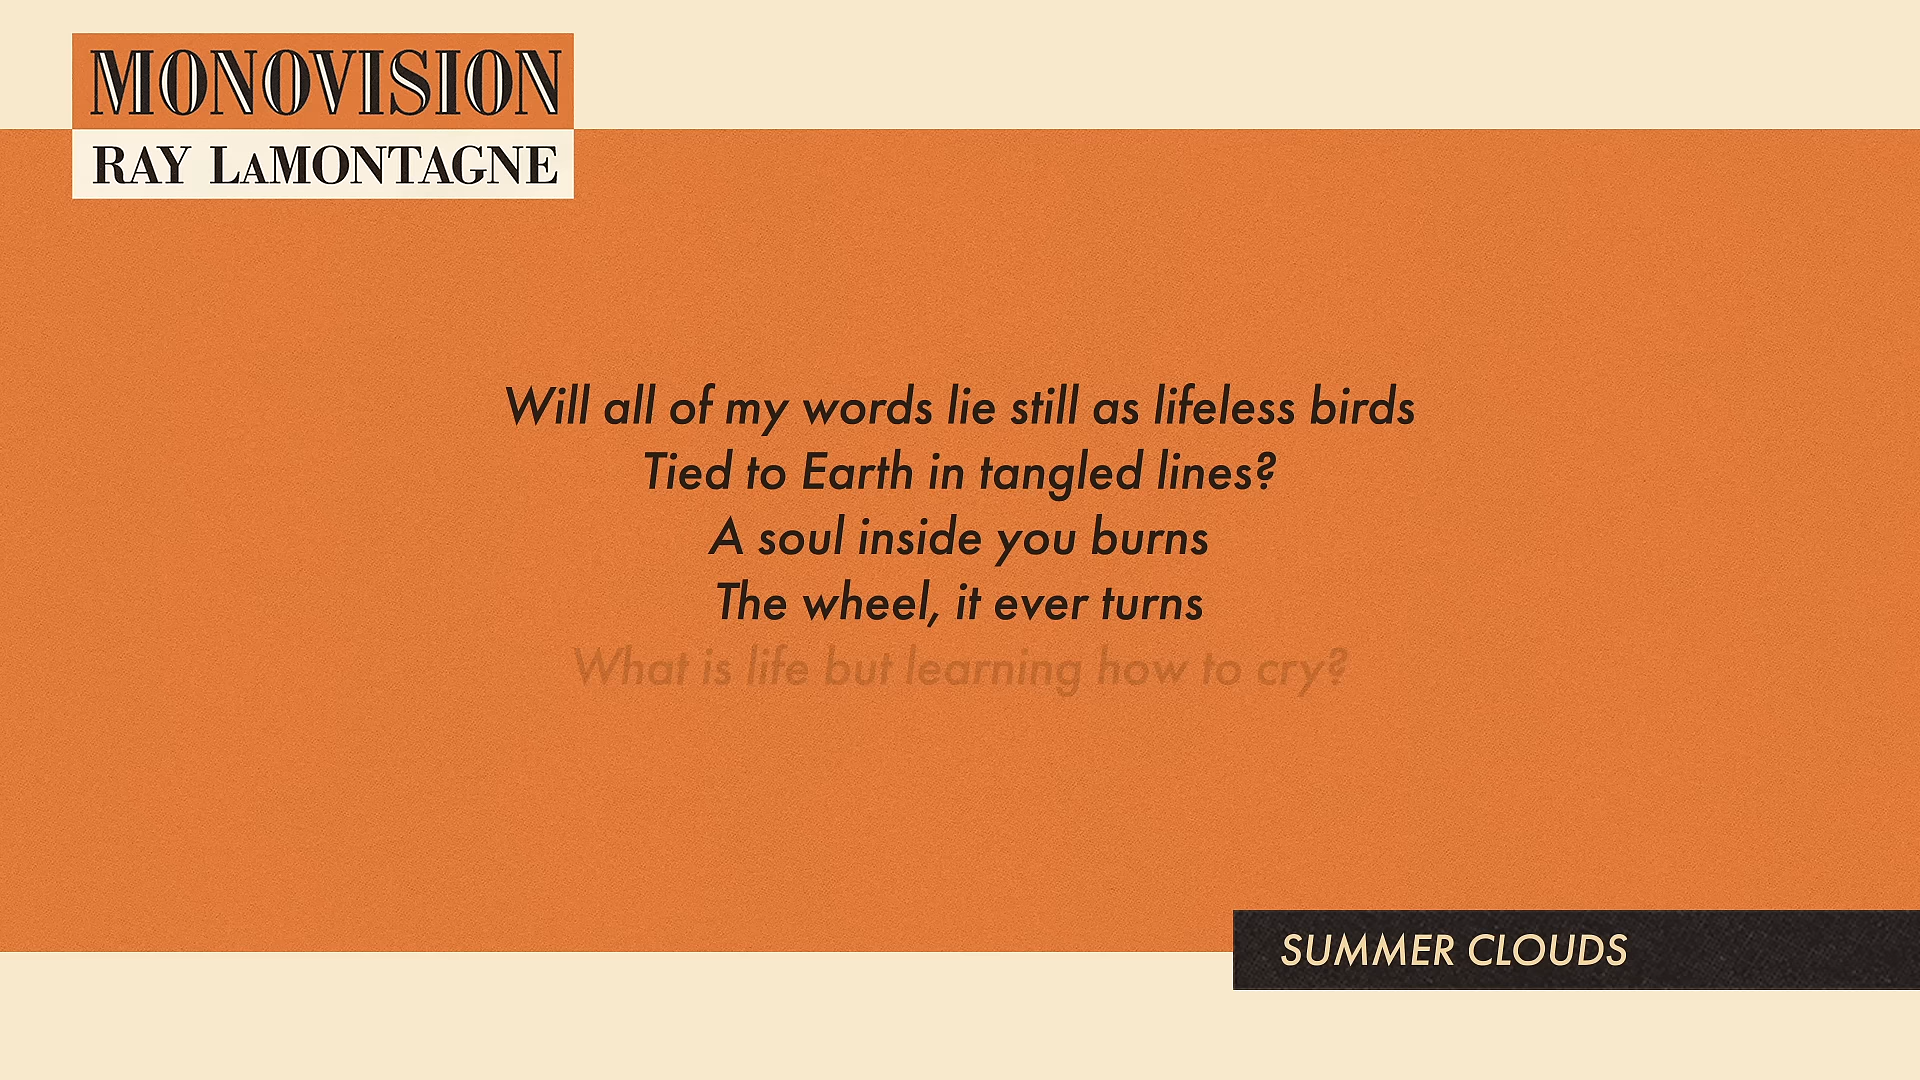 MONOVISION
RAY LAMONTAGNE
Will all of my words lie still as lifeless birds
Tied to Earth in tangled lines?
A soul inside you burns
The wheel, it ever turns
What is life but learning how to cry?
SUMMER CLOUDS